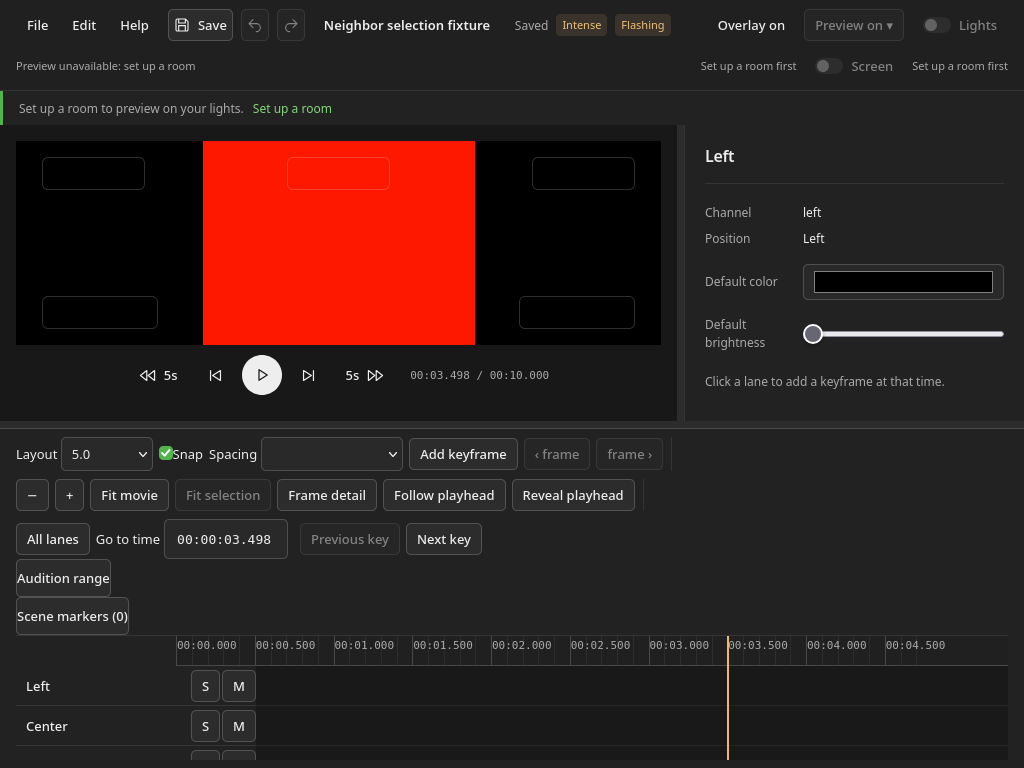 File Edit Help Save Neighbor selection fixture Saved Intense Flashing Overlay on Preview on ▾ Lights
Preview unavailable: set up a room Set up a room first Screen Set up a room first
Set up a room to preview on your lights. Set up a room
Left
Channel left
Position Left
Default color
Default
brightness
Click a lane to add a keyframe at that time.
5s 5s 00:03.498 / 00:10.000
Layout 5.0 Snap Spacing Add keyframe ‹ frame frame ›
− + Fit movie Fit selection Frame detail Follow playhead Reveal playhead
All lanes Go to time 00:00:03.498 Previous key Next key
Audition range
Scene markers (0)
00:00.000 00:00.500 00:01.000 00:01.500 00:02.000 00:02.500 00:03.000 00:03.500 00:04.000 00:04.500
Left S M
Center S M